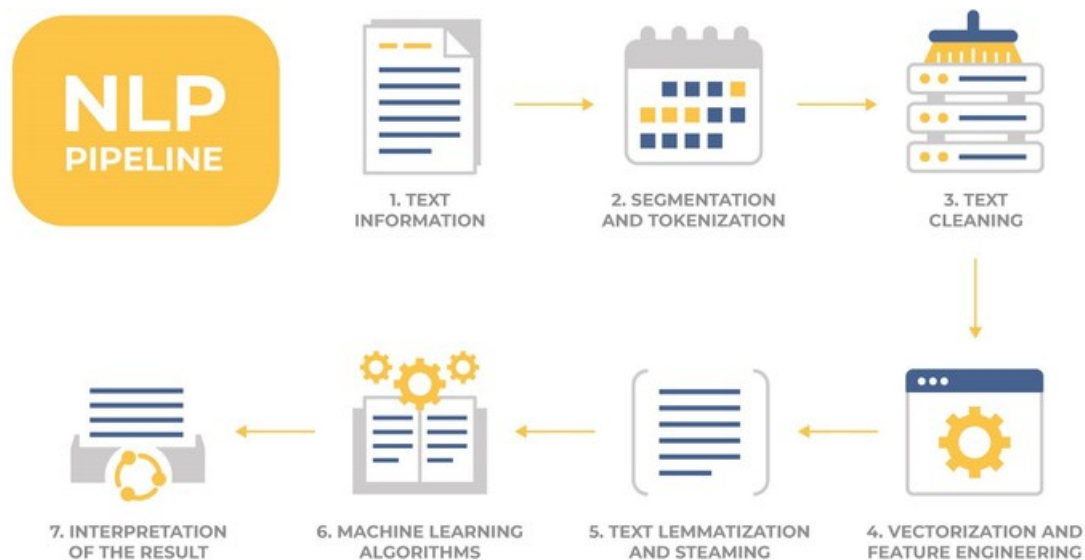 NLP
PIPELINE
1. TEXT
INFORMATION
2. SEGMENTATION
AND TOKENIZATION
3. TEXT
CLEANING
4. VECTORIZATION AND
FEATURE ENGINEERING
5. TEXT LEMMATIZATION
AND STEAMING
6. MACHINE LEARNING
ALGORITHMS
7. INTERPRETATION
OF THE RESULT